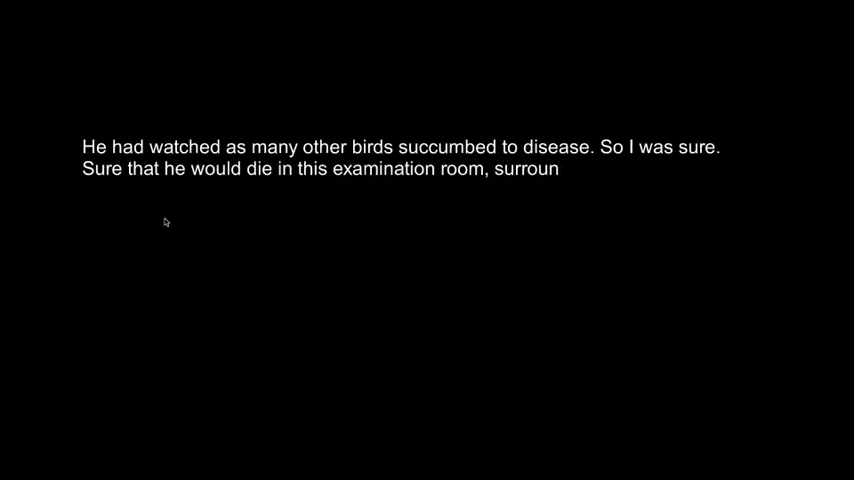 He had watched as many other birds succumbed to disease. So I was sure.
Sure that he would die in this examination room, surroun